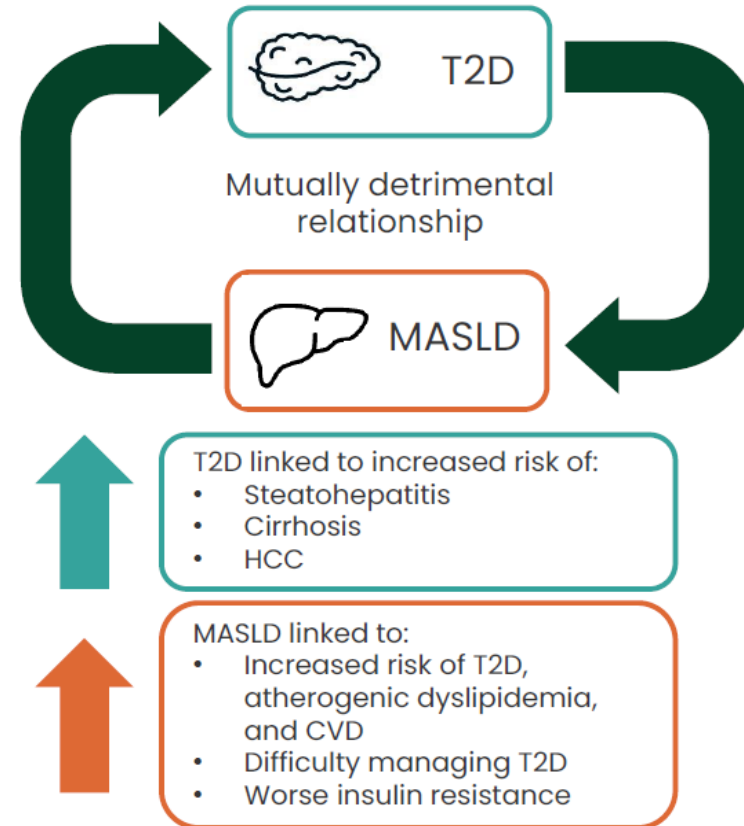 T2D
Mutually detrimental
relationship
MASLD
T2D linked to increased risk of:
• Steatohepatitis
• Cirrhosis
• HCC
MASLD linked to:
• Increased risk of T2D,
atherogenic dyslipidemia,
and CVD
• Difficulty managing T2D
• Worse insulin resistance